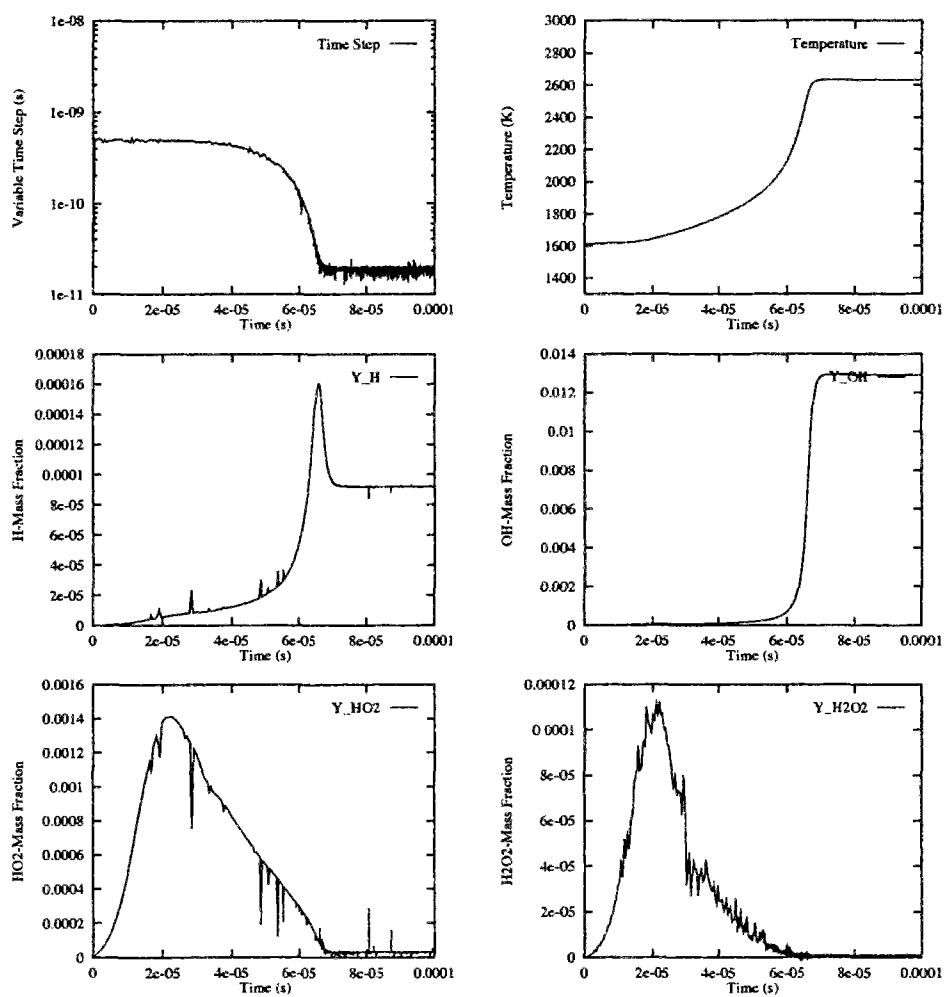 1e-08
1e-09
1e-10
1e-11
Variable Time Step (s)
Time Step
0 2e-05 4e-05 6e-05 8e-05 0.0001
Time (s)
3000
2800
2600
2400
2200
2000
1800
1600
1400
Temperature (K)
Temperature
0 2e-05 4e-05 6e-05 8e-05 0.0001
Time (s)
0.00018
0.00016
0.00014
0.00012
0.0001
8e-05
6e-05
4e-05
2e-05
0
H-Mass Fraction
Y_H
0 2e-05 4e-05 6e-05 8e-05 0.0001
Time (s)
0.014
0.012
0.01
0.008
0.006
0.004
0.002
0
OH-Mass Fraction
Y_OH
0 2e-05 4e-05 6e-05 8e-05 0.0001
Time (s)
0.0016
0.0014
0.0012
0.001
0.0008
0.0006
0.0004
0.0002
0
HO2-Mass Fraction
Y_HO2
0 2e-05 4e-05 6e-05 8e-05 0.0001
Time (s)
0.00012
0.0001
8e-05
6e-05
4e-05
2e-05
0
H2O2-Mass Fraction
Y_H2O2
0 2e-05 4e-05 6e-05 8e-05 0.0001
Time (s)